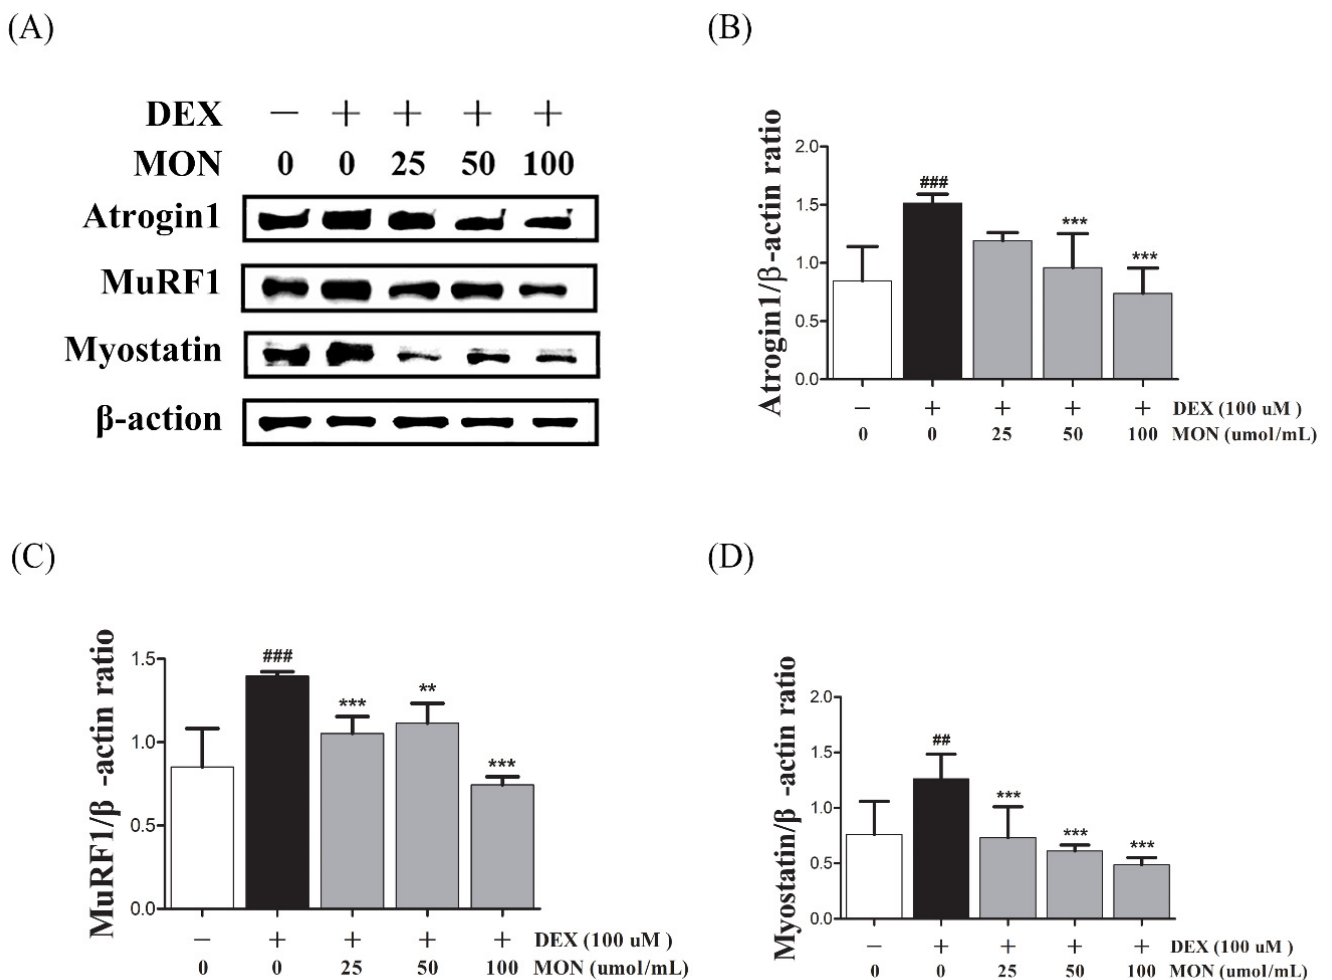 (A)
DEX — + + + +
MON 0 0 25 50 100
Atrogin1
MuRF1
Myostatin
β-action
(B)
Atrogin1/β-actin ratio
2.0
1.5
1.0
0.5
0.0
###
***
***
— + + + + DEX (100 uM )
0 0 25 50 100 MON (umol/mL)
(C)
MuRF1/β -actin ratio
1.5
1.0
0.5
0.0
###
***
**
***
— + + + + DEX (100 uM )
0 0 25 50 100 MON (umol/mL)
(D)
Myostatin/β -actin ratio
2.0
1.5
1.0
0.5
0.0
##
***
***
***
— + + + + DEX (100 uM )
0 0 25 50 100 MON (umol/mL)